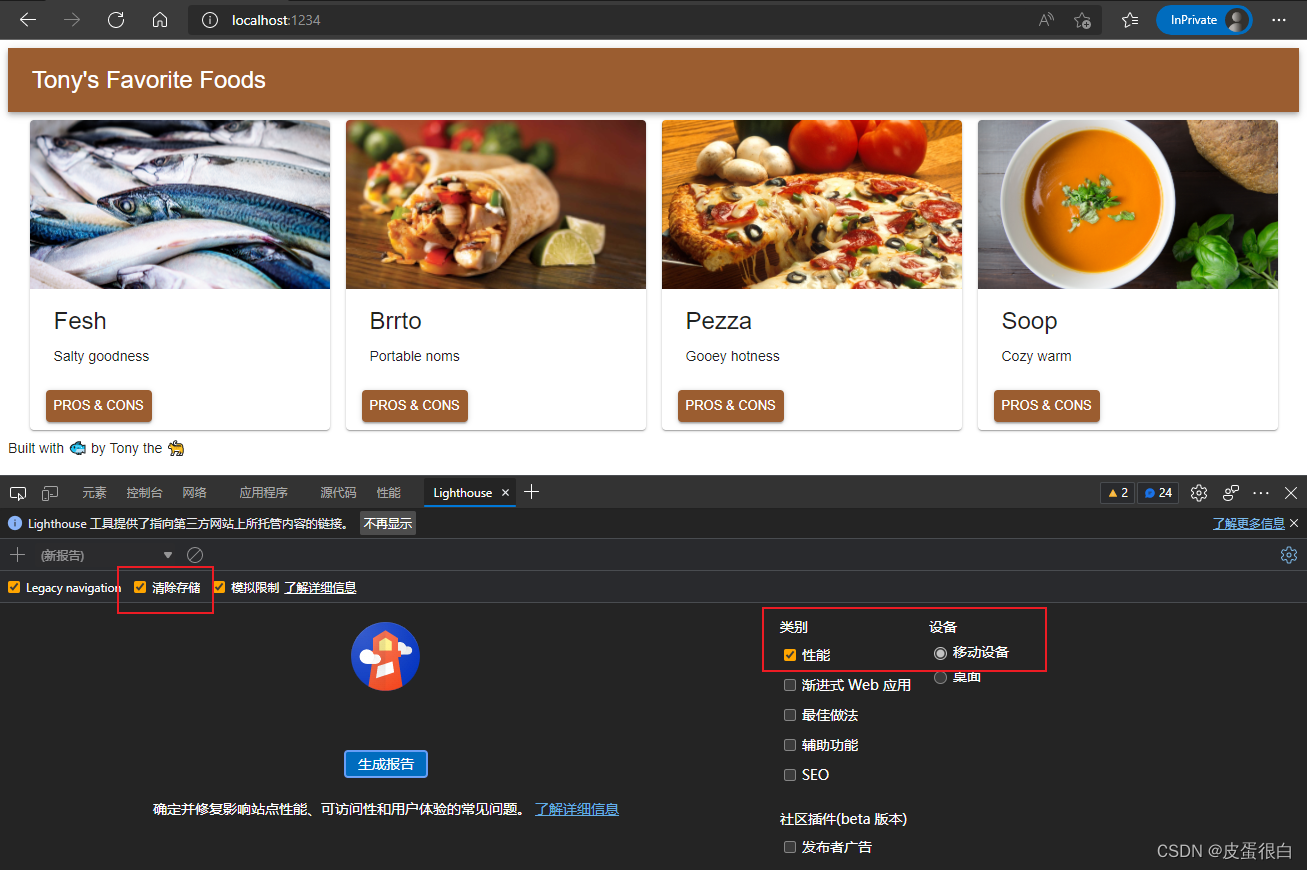 localhost:1234
InPrivate
Tony's Favorite Foods
Fesh Brrto Pezza Soop
Salty goodness Portable noms Gooey hotness Cozy warm
PROS & CONS PROS & CONS PROS & CONS PROS & CONS
Built with 🐟 by Tony the 🐆
元素 控制台 网络 应用程序 源代码 性能 Lighthouse 2 24
Lighthouse 工具提供了指向第三方网站上所托管内容的链接。 不再显示 了解更多信息
(新报告)
Legacy navigation 清除存储 模拟限制 了解详细信息
类别 设备
性能 移动设备
渐进式 Web 应用 桌面
最佳做法
辅助功能
SEO
生成报告
确定并修复影响站点性能、可访问性和用户体验的常见问题。 了解详细信息
社区插件(beta 版本)
发布者广告
CSDN @皮蛋很白